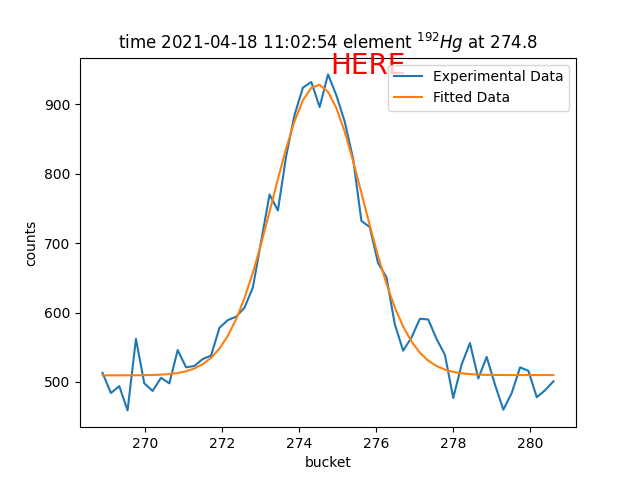 time 2021-04-18 11:02:54 element ¹⁹²Hg at 274.8
HERE
Experimental Data
Fitted Data
counts
900
800
700
600
500
270 272 274 276 278 280
bucket